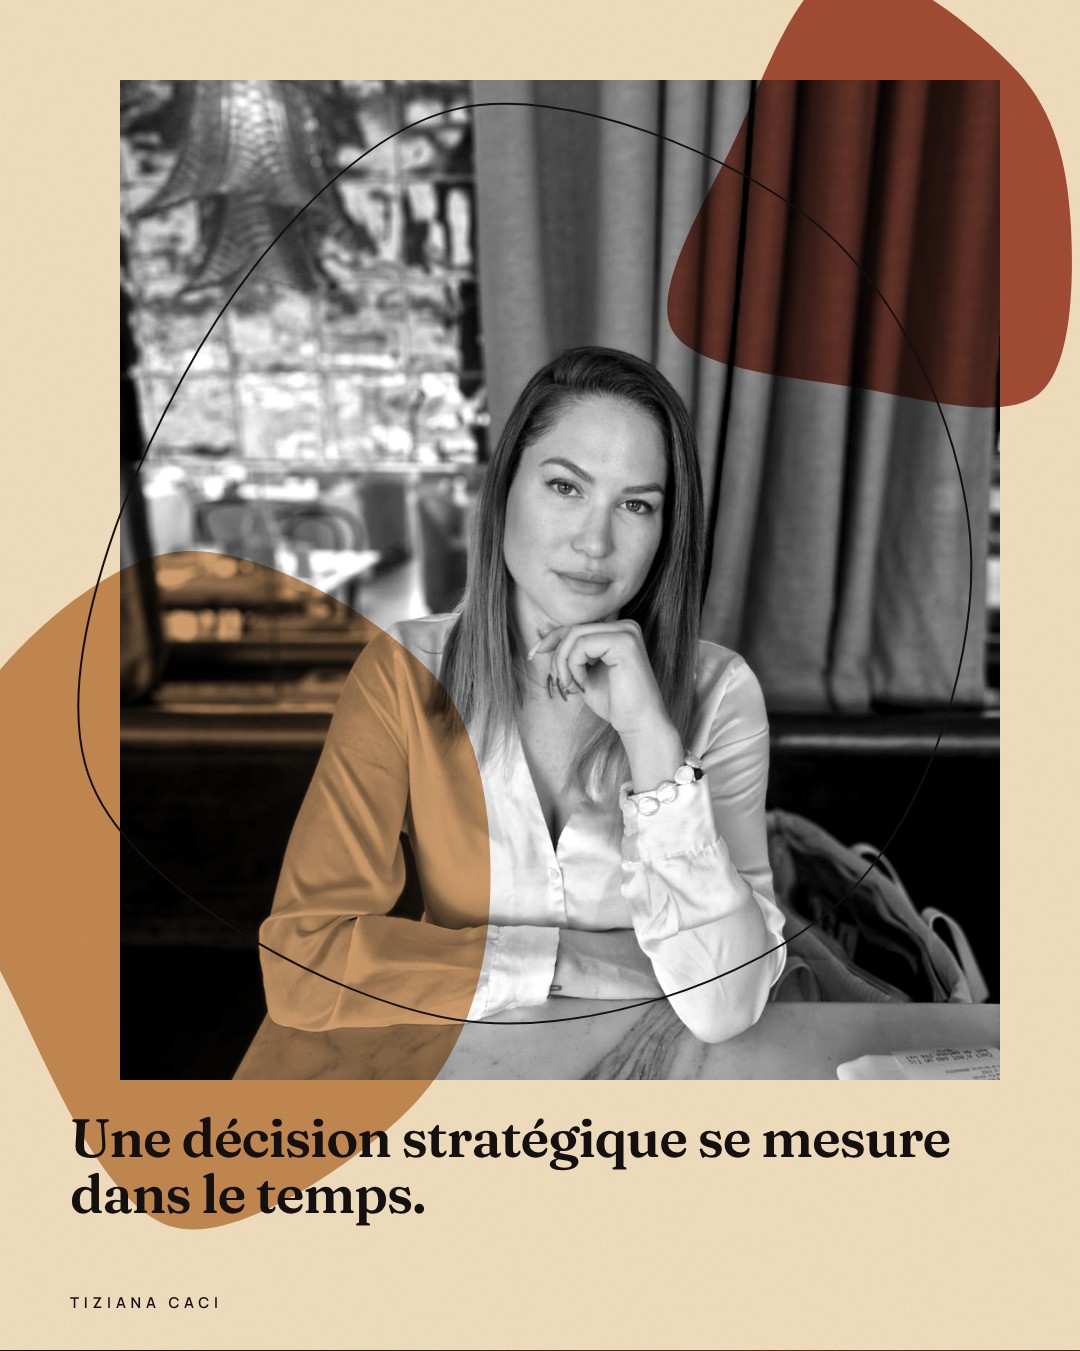 Une décision stratégique se mesure
dans le temps.
TIZIANA CACI